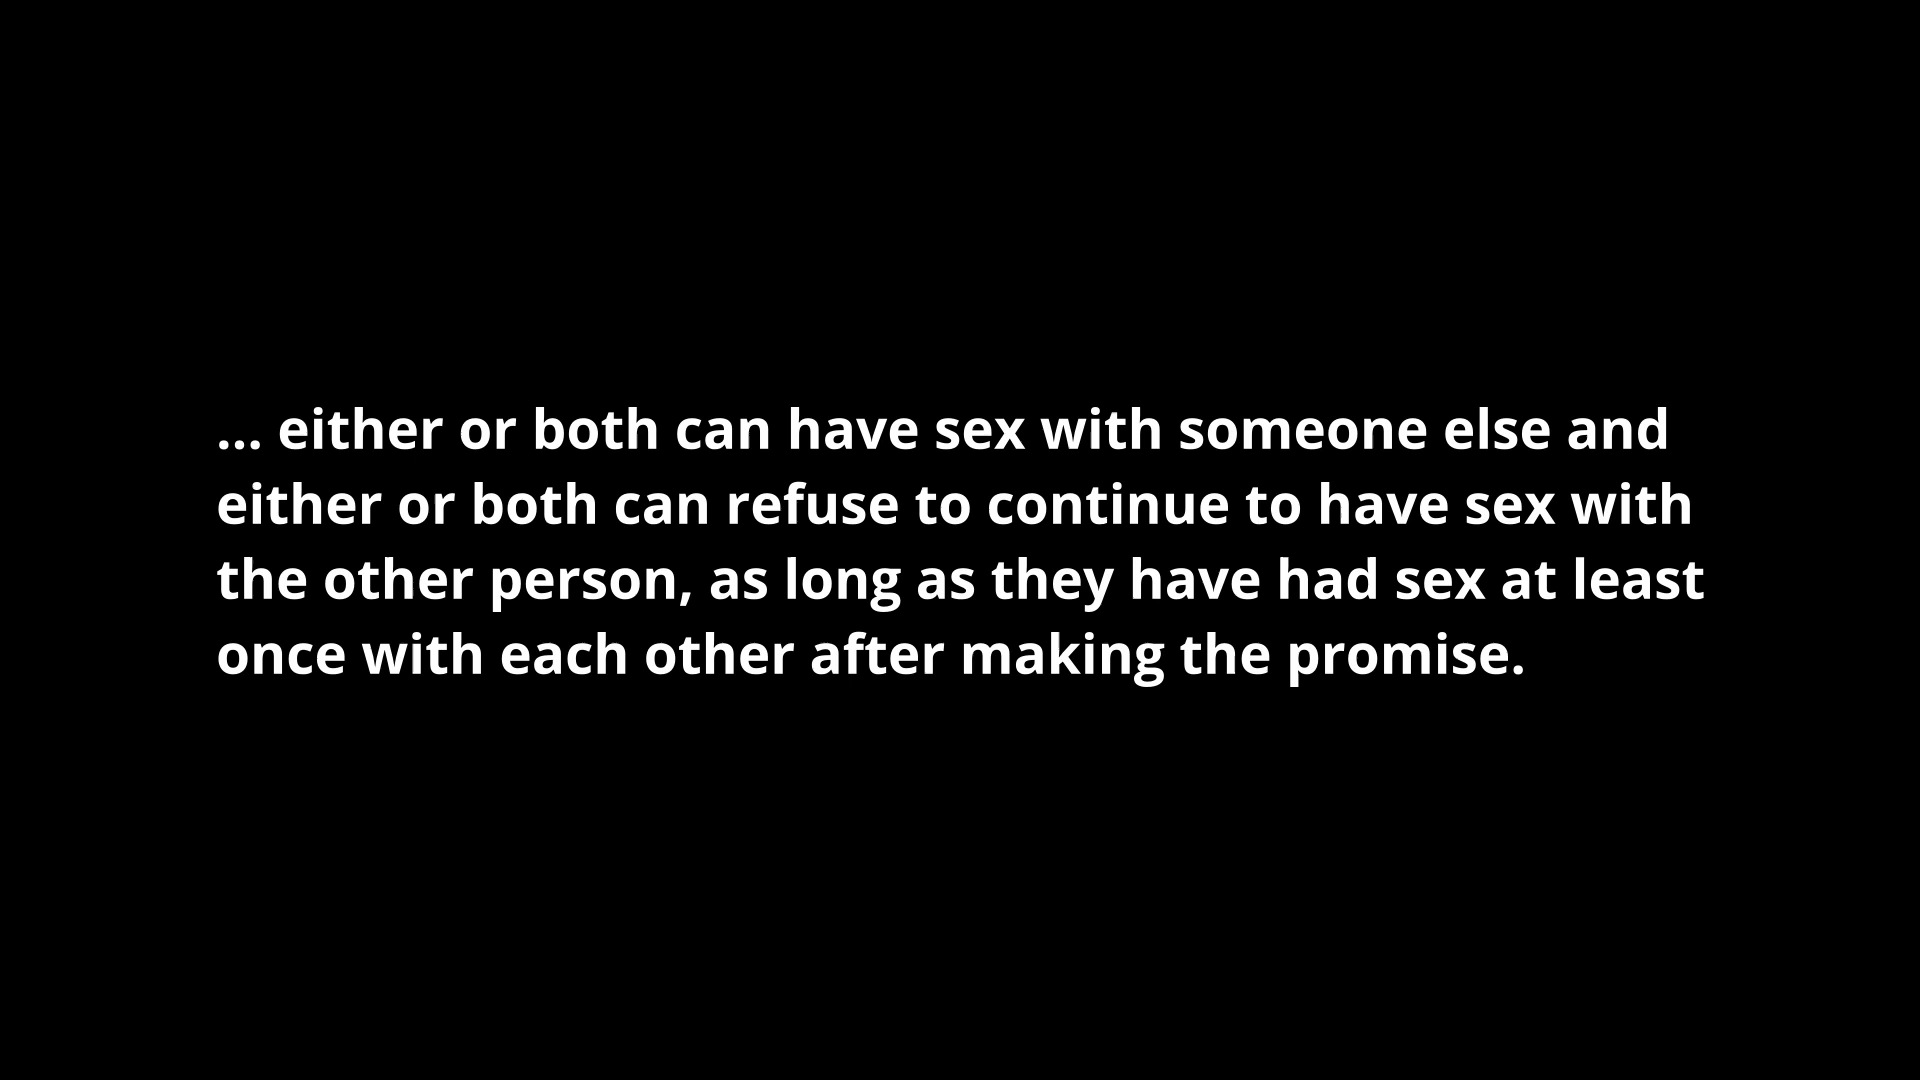 ... either or both can have sex with someone else and
either or both can refuse to continue to have sex with
the other person, as long as they have had sex at least
once with each other after making the promise.